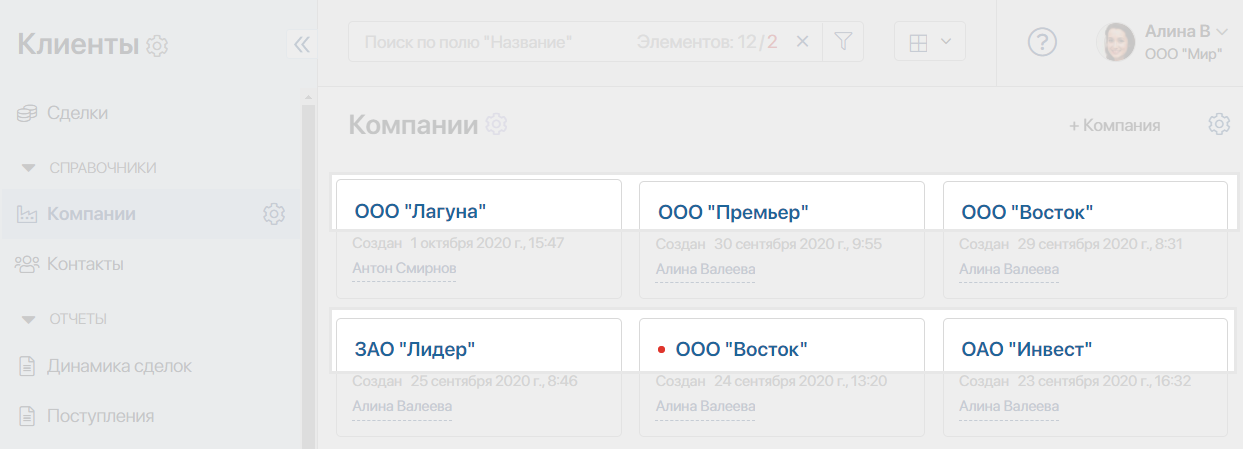 Клиенты
Сделки
СПРАВОЧНИКИ
Компании
Контакты
ОТЧЕТЫ
Динамика сделок
Поступления
Поиск по полю "Название" Элементов: 12/2
?
Алина В
ООО "Мир"
Компании
+ Компания
ООО "Лагуна"
Создан 1 октября 2020 г., 15:47
Антон Смирнов
ООО "Премьер"
Создан 30 сентября 2020 г., 9:55
Алина Валеева
ООО "Восток"
Создан 29 сентября 2020 г., 8:31
Алина Валеева
ЗАО "Лидер"
Создан 25 сентября 2020 г., 8:46
Алина Валеева
ООО "Восток"
Создан 24 сентября 2020 г., 13:20
Алина Валеева
ОАО "Инвест"
Создан 23 сентября 2020 г., 16:32
Алина Валеева